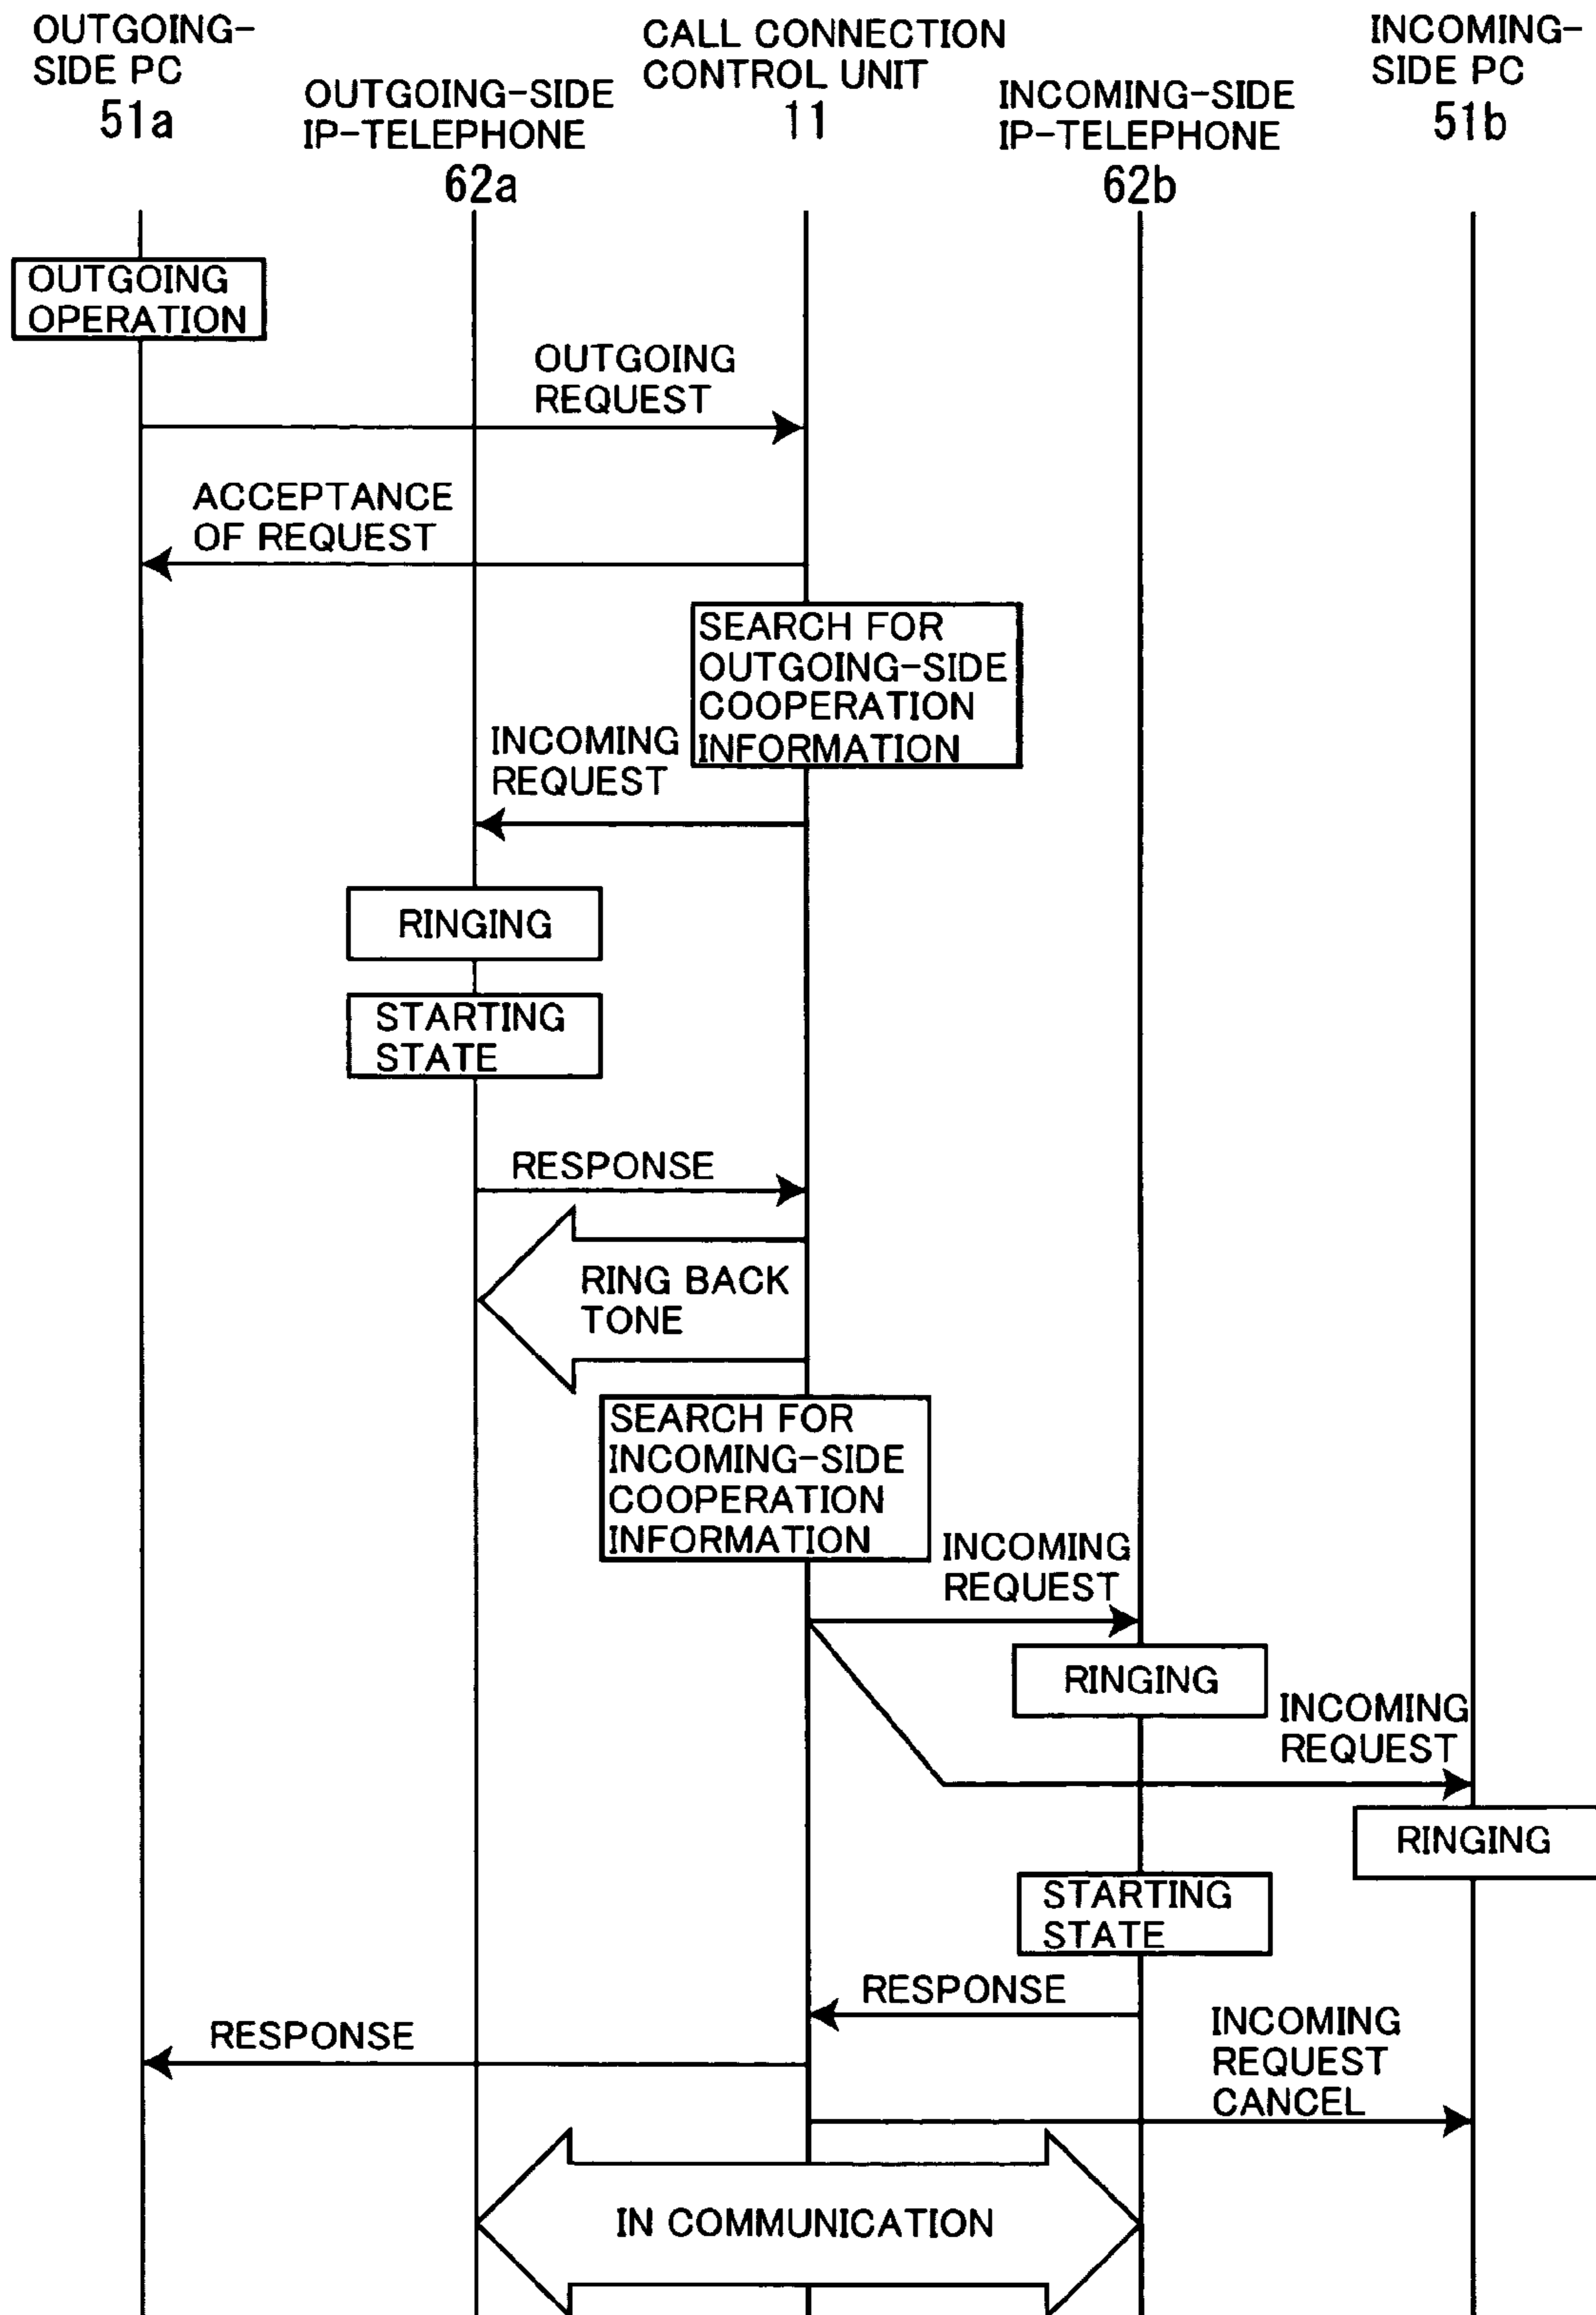 OUTGOING-
SIDE PC
51a
OUTGOING-SIDE
IP-TELEPHONE
62a
CALL CONNECTION
CONTROL UNIT
11
INCOMING-SIDE
IP-TELEPHONE
62b
INCOMING-
SIDE PC
51b
OUTGOING
OPERATION
OUTGOING
REQUEST
ACCEPTANCE
OF REQUEST
SEARCH FOR
OUTGOING-SIDE
COOPERATION
INFORMATION
INCOMING
REQUEST
RINGING
STARTING
STATE
RESPONSE
RING BACK
TONE
SEARCH FOR
INCOMING-SIDE
COOPERATION
INFORMATION
INCOMING
REQUEST
RINGING
INCOMING
REQUEST
RINGING
STARTING
STATE
RESPONSE
RESPONSE
INCOMING
REQUEST
CANCEL
IN COMMUNICATION